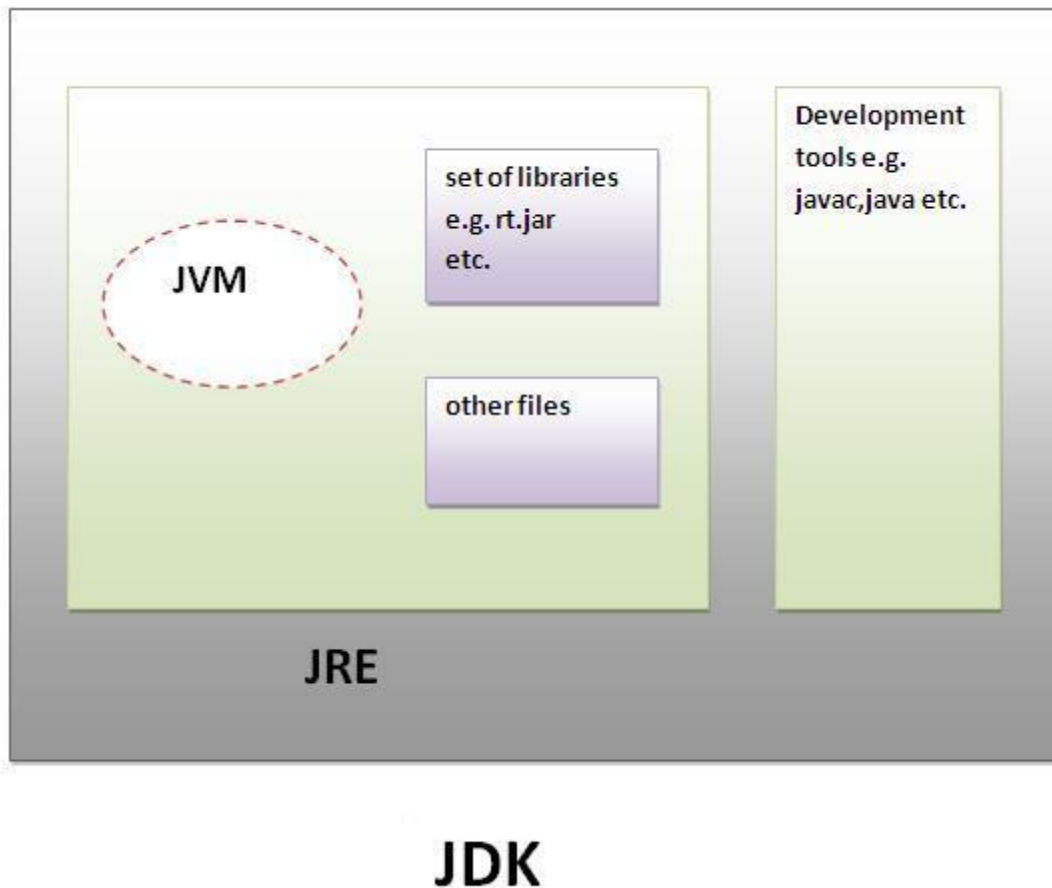 JVM
set of libraries
e.g. rt.jar
etc.
other files
Development
tools e.g.
javac,java etc.
JRE
JDK